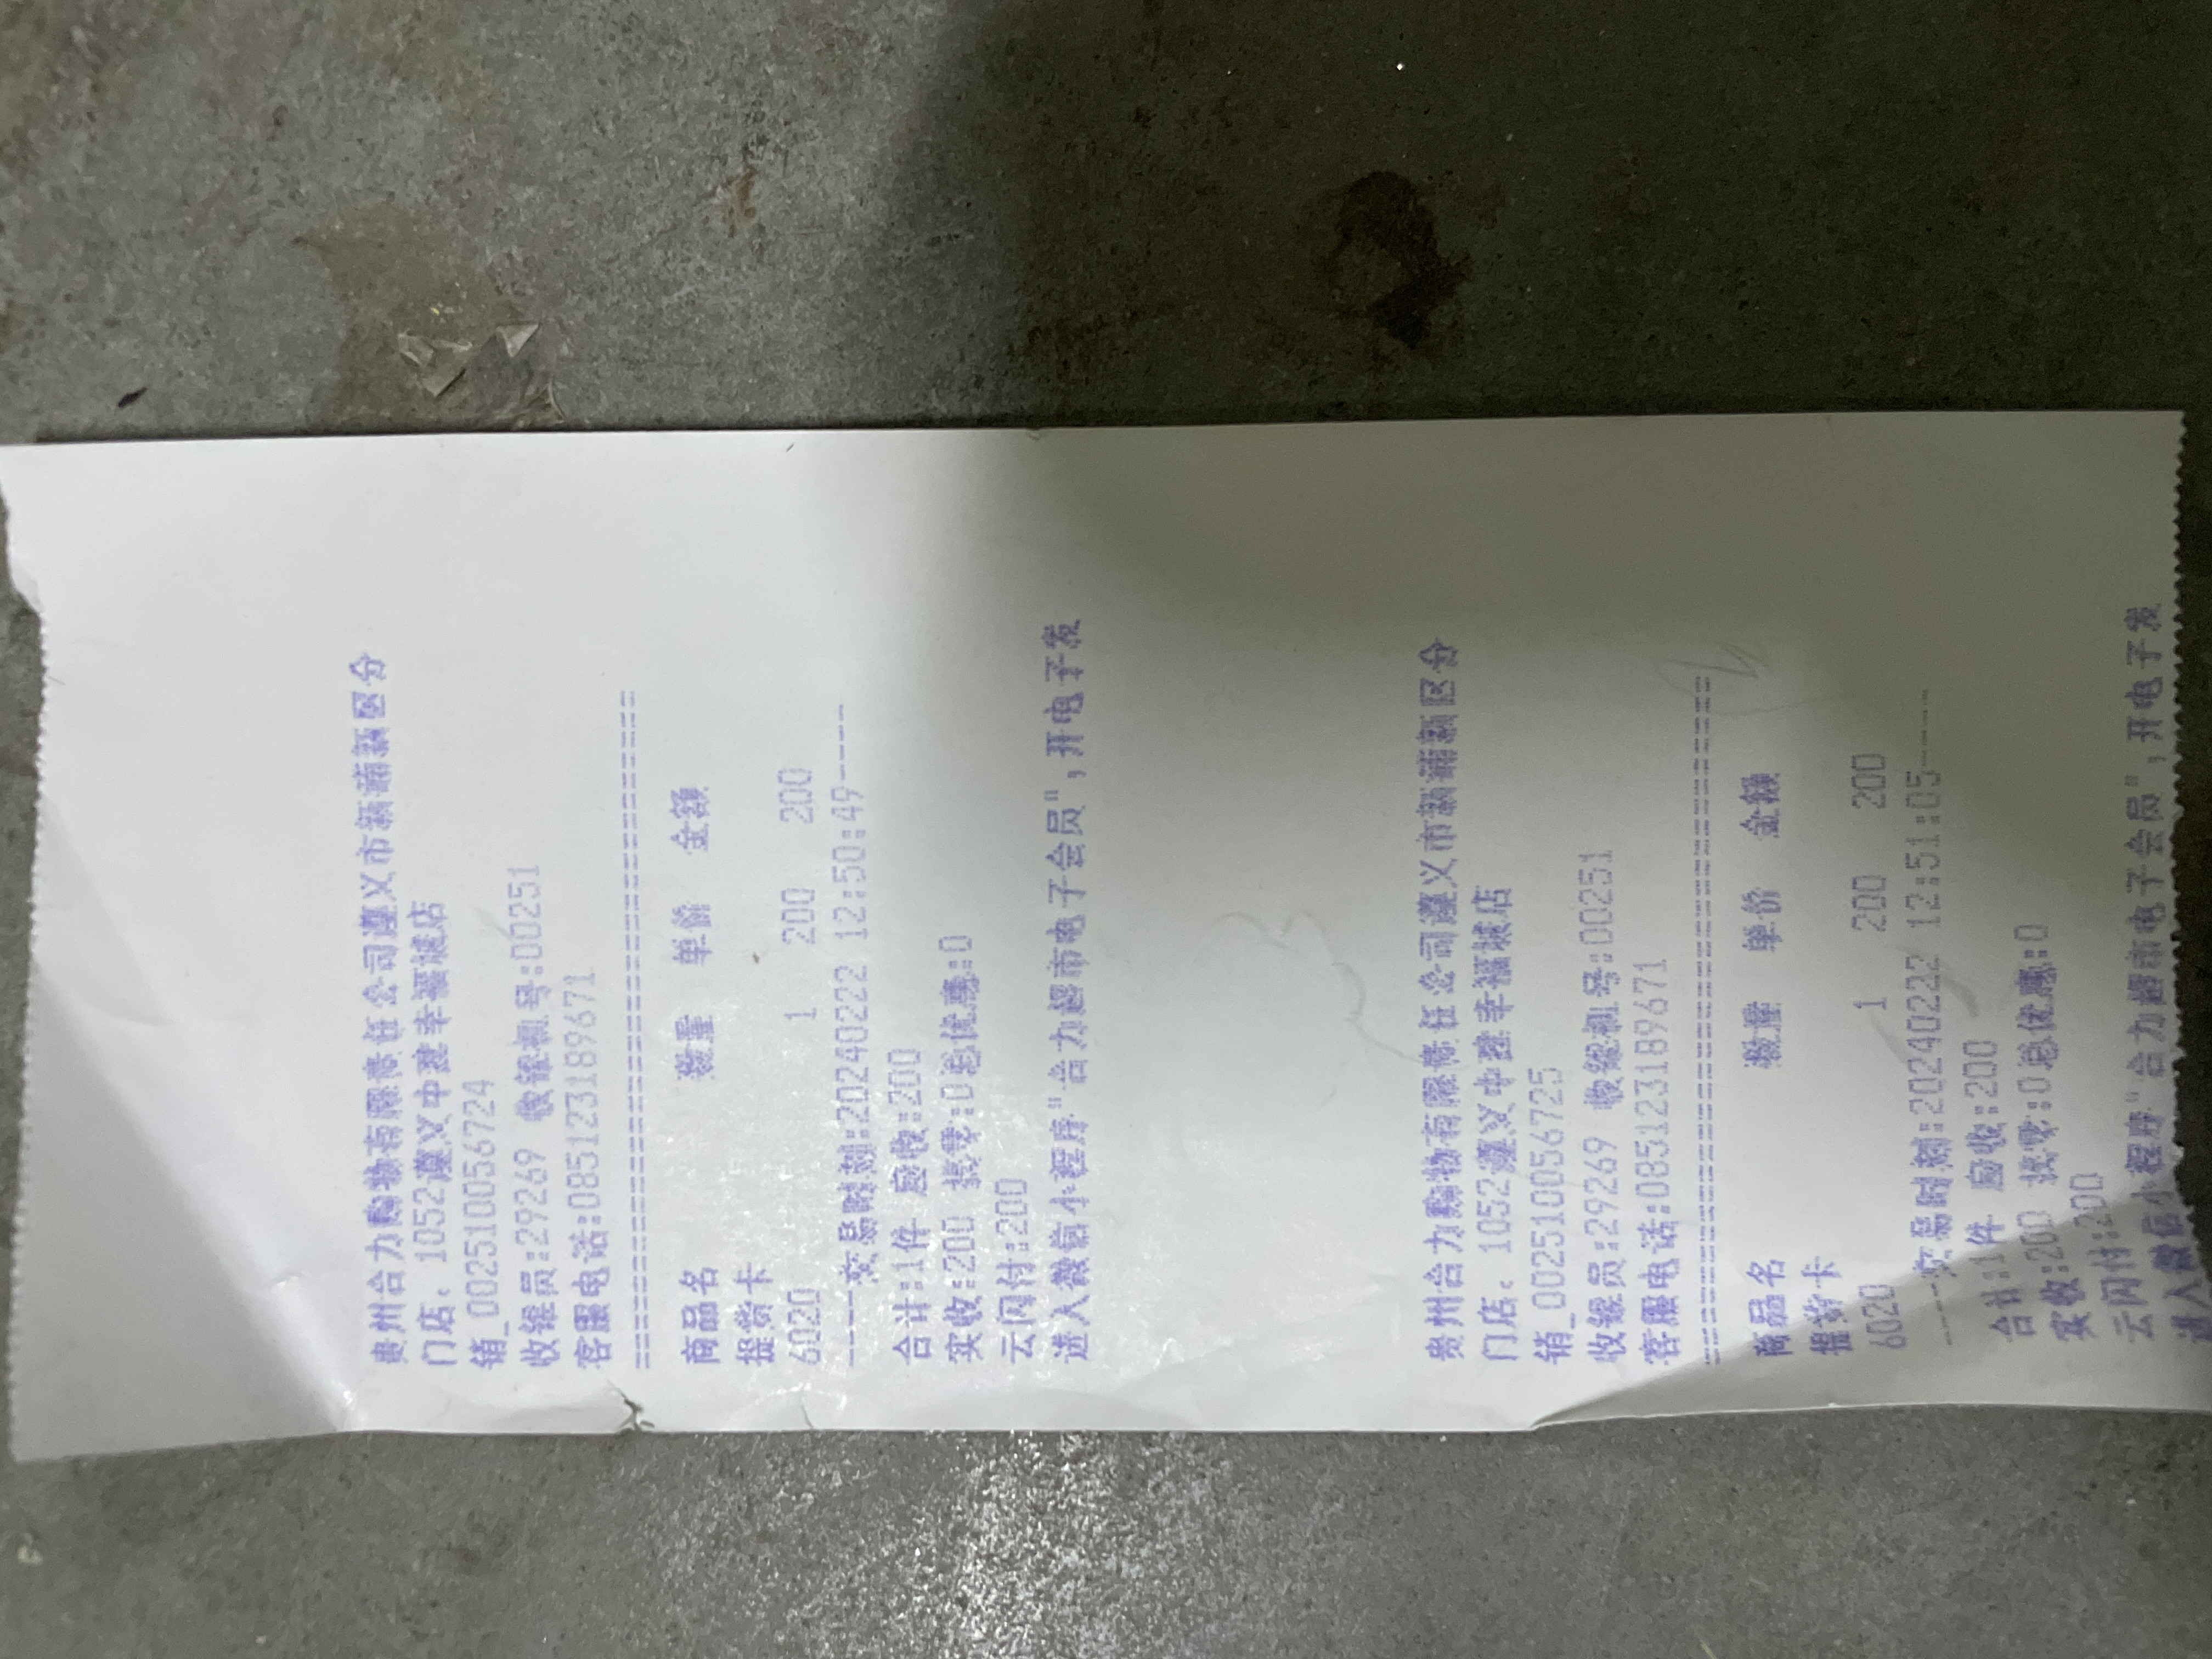 贵州合力购物有限责任公司遵义市新蒲新区分
门店: 1052遵义中建幸福城店
销_002510056724
收银员:29269 收银机号:00251
客服电话:085123189671
==============================
商品名 数量 单价 金额
提货卡
6020 1 200 200
----交易时刻:20240222 12:50:49----
合计:1件 应收:200
实收:200 找零:0总优惠:0
云闪付:200
进入微信小程序"合力超市电子会员",开电子发
贵州合力购物有限责任公司遵义市新蒲新区分
门店: 1052遵义中建幸福城店
销_002510056725
收银员:29269 收银机号:00251
客服电话:085123189671
==============================
商品名 数量 单价 金额
提货卡
6020 1 200 200
----交易时刻:20240222 12:51:05----
合计:1件 应收:200
实收:200 找零:0总优惠:0
云闪付:200
进入微信小程序"合力超市电子会员",开电子发